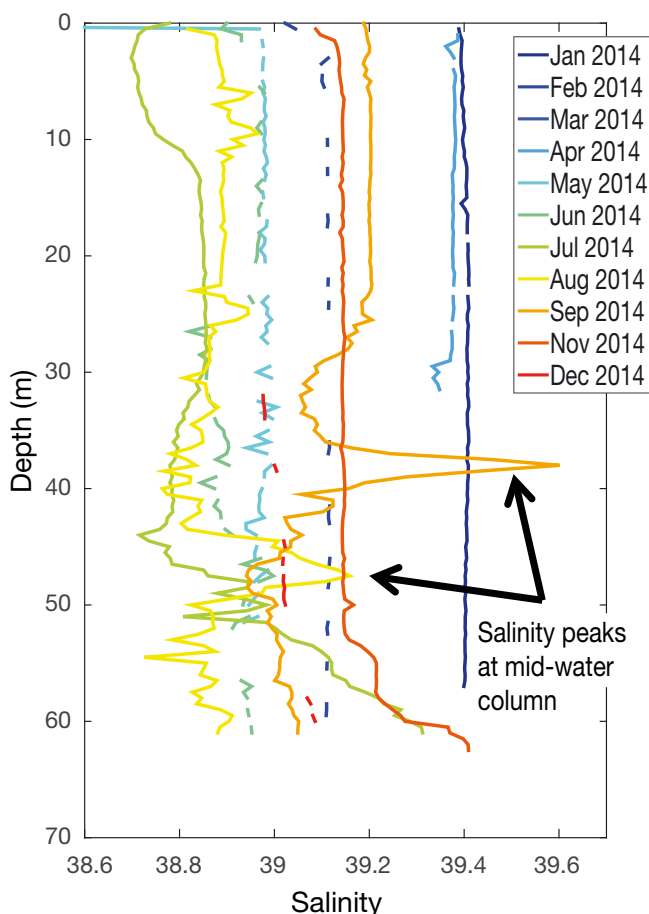 0
10
20
30
40
50
60
70
Depth (m)
38.6
38.8
39
39.2
39.4
39.6
Salinity
Jan 2014
Feb 2014
Mar 2014
Apr 2014
May 2014
Jun 2014
Jul 2014
Aug 2014
Sep 2014
Nov 2014
Dec 2014
Salinity peaks
at mid-water
column